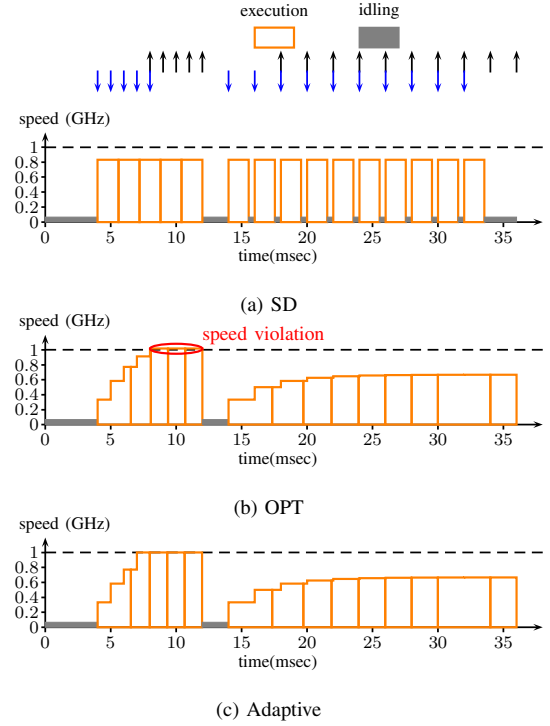 execution idling
speed (GHz)
1
0.8
0.6
0.4
0.2
0
0 5 10 15 20 25 30 35
time(msec)
(a) SD
speed (GHz)
speed violation
1
0.8
0.6
0.4
0.2
0
0 5 10 15 20 25 30 35
time(msec)
(b) OPT
speed (GHz)
1
0.8
0.6
0.4
0.2
0
0 5 10 15 20 25 30 35
time(msec)
(c) Adaptive